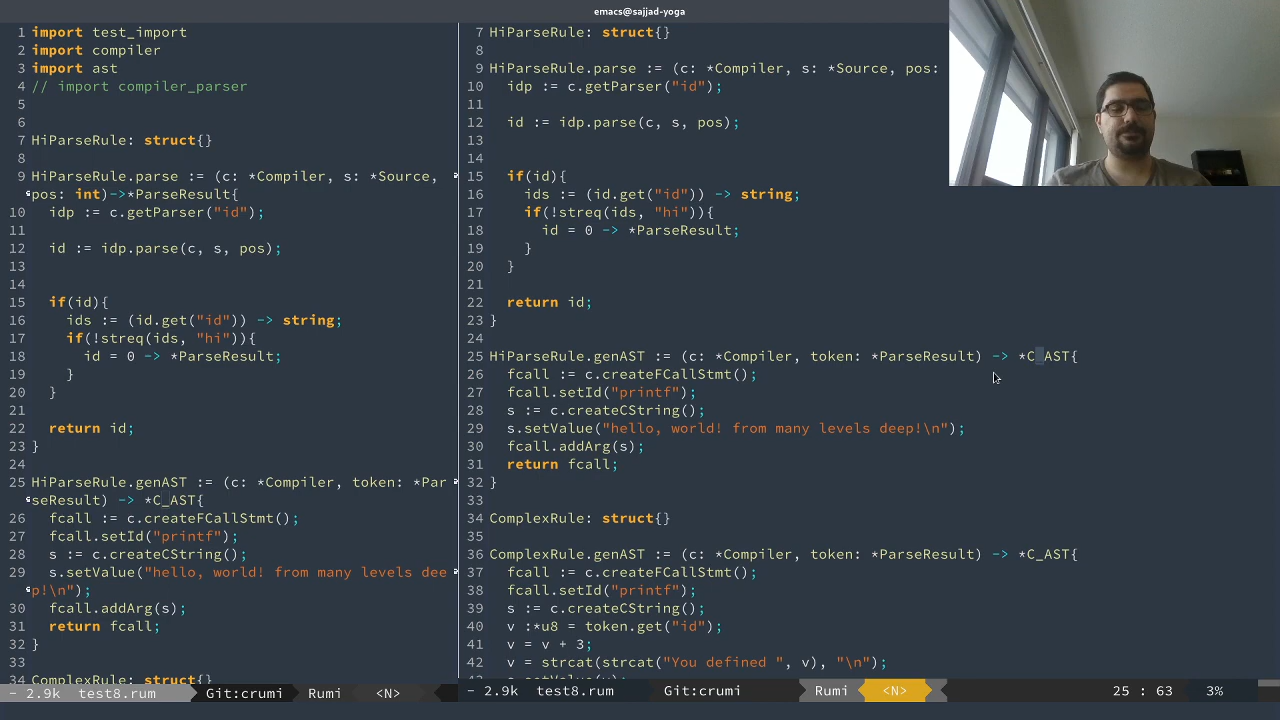 emacs@sajjad-yoga
1 import test_import
2 import compiler
3 import ast
4 // import compiler_parser
5
6
7 HiParseRule: struct{}
8
9 HiParseRule.parse := (c: *Compiler, s: *Source,
pos: int)->*ParseResult{
10 idp := c.getParser("id");
11
12 id := idp.parse(c, s, pos);
13
14
15 if(id){
16 ids := (id.get("id")) -> string;
17 if(!streq(ids, "hi")){
18 id = 0 -> *ParseResult;
19 }
20 }
21
22 return id;
23 }
24
25 HiParseRule.genAST := (c: *Compiler, token: *Par
seResult) -> *C_AST{
26 fcall := c.createFCallStmt();
27 fcall.setId("printf");
28 s := c.createCString();
29 s.setValue("hello, world! from many levels dee
p!\n");
30 fcall.addArg(s);
31 return fcall;
32 }
33
34 ComplexRule: struct{}
- 2.9k test8.rum Git:crumi Rumi <N>
7 HiParseRule: struct{}
8
9 HiParseRule.parse := (c: *Compiler, s: *Source, pos:
10 idp := c.getParser("id");
11
12 id := idp.parse(c, s, pos);
13
14
15 if(id){
16 ids := (id.get("id")) -> string;
17 if(!streq(ids, "hi")){
18 id = 0 -> *ParseResult;
19 }
20 }
21
22 return id;
23 }
24
25 HiParseRule.genAST := (c: *Compiler, token: *ParseResult) -> *C_AST{
26 fcall := c.createFCallStmt();
27 fcall.setId("printf");
28 s := c.createCString();
29 s.setValue("hello, world! from many levels deep!\n");
30 fcall.addArg(s);
31 return fcall;
32 }
33
34 ComplexRule: struct{}
35
36 ComplexRule.genAST := (c: *Compiler, token: *ParseResult) -> *C_AST{
37 fcall := c.createFCallStmt();
38 fcall.setId("printf");
39 s := c.createCString();
40 v :*u8 = token.get("id");
41 v = v + 3;
42 v = strcat(strcat("You defined ", v), "\n");
- 2.9k test8.rum Git:crumi Rumi <N> 25 : 63 3%